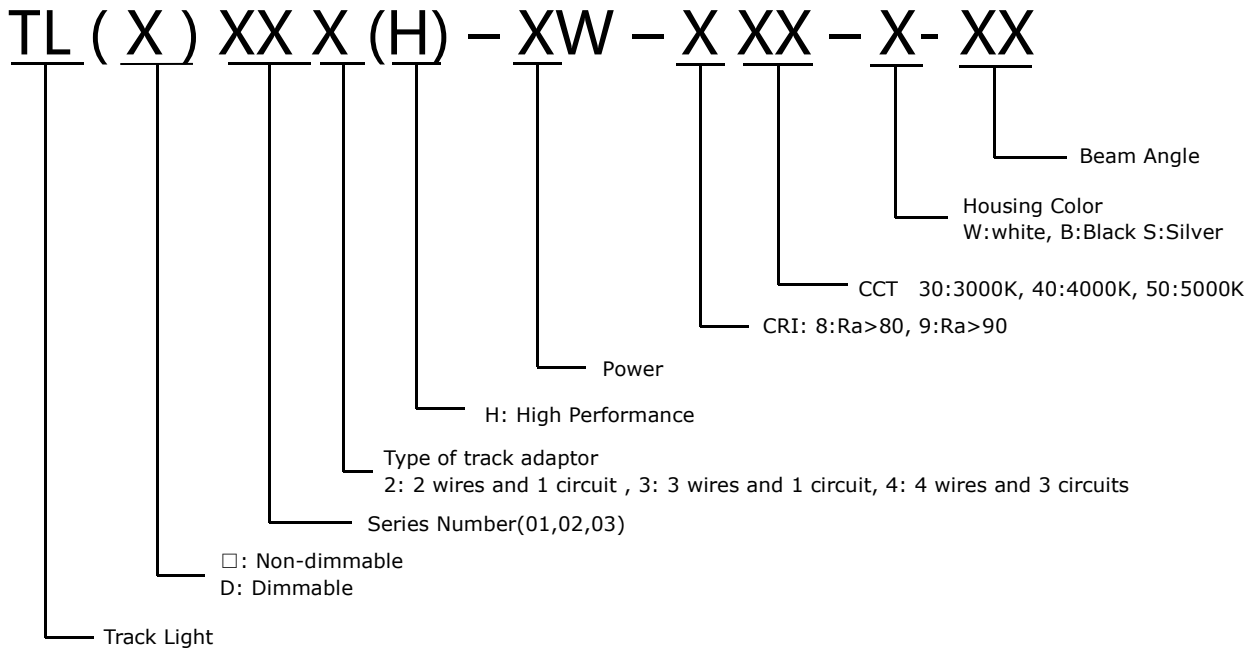 TL ( X ) XX X (H) – XW – X XX – X- XX
Beam Angle
Housing Color
W:white, B:Black S:Silver
CCT 30:3000K, 40:4000K, 50:5000K
CRI: 8:Ra>80, 9:Ra>90
Power
H: High Performance
Type of track adaptor
2: 2 wires and 1 circuit , 3: 3 wires and 1 circuit, 4: 4 wires and 3 circuits
Series Number(01,02,03)
□: Non-dimmable
D: Dimmable
Track Light